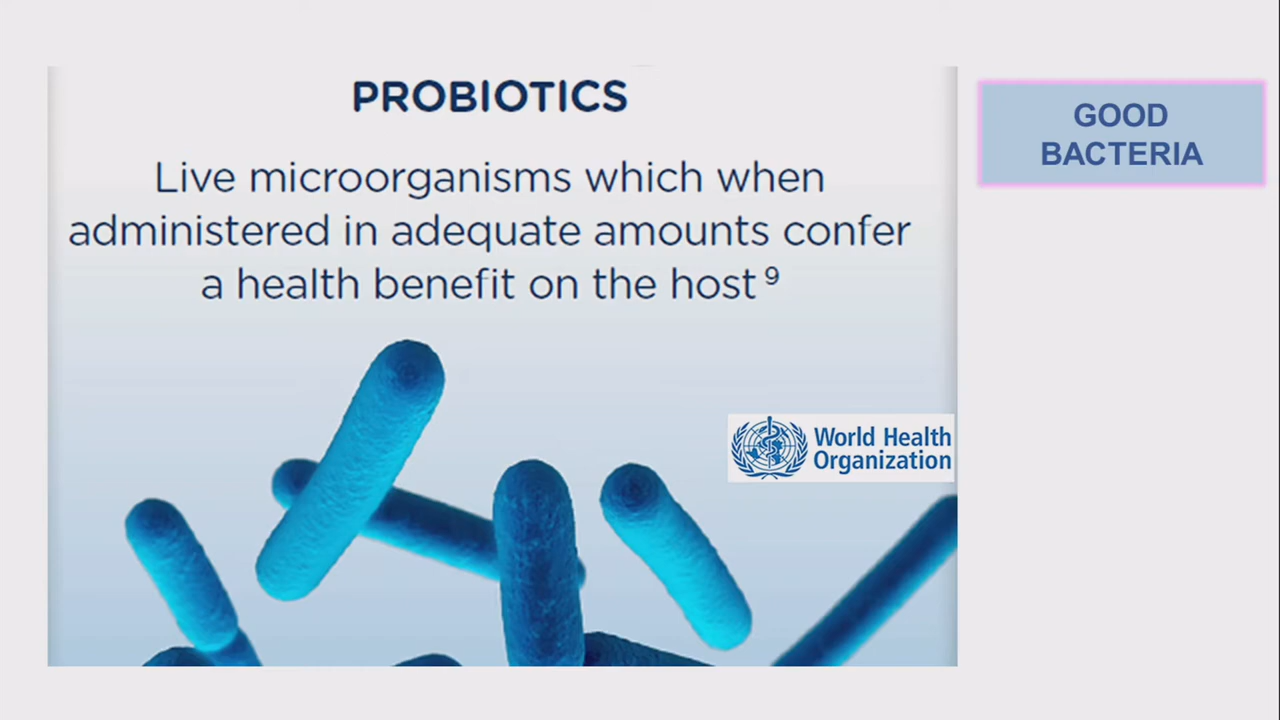 PROBIOTICS
Live microorganisms which when
administered in adequate amounts confer
a health benefit on the host ⁹
World Health
Organization
GOOD
BACTERIA